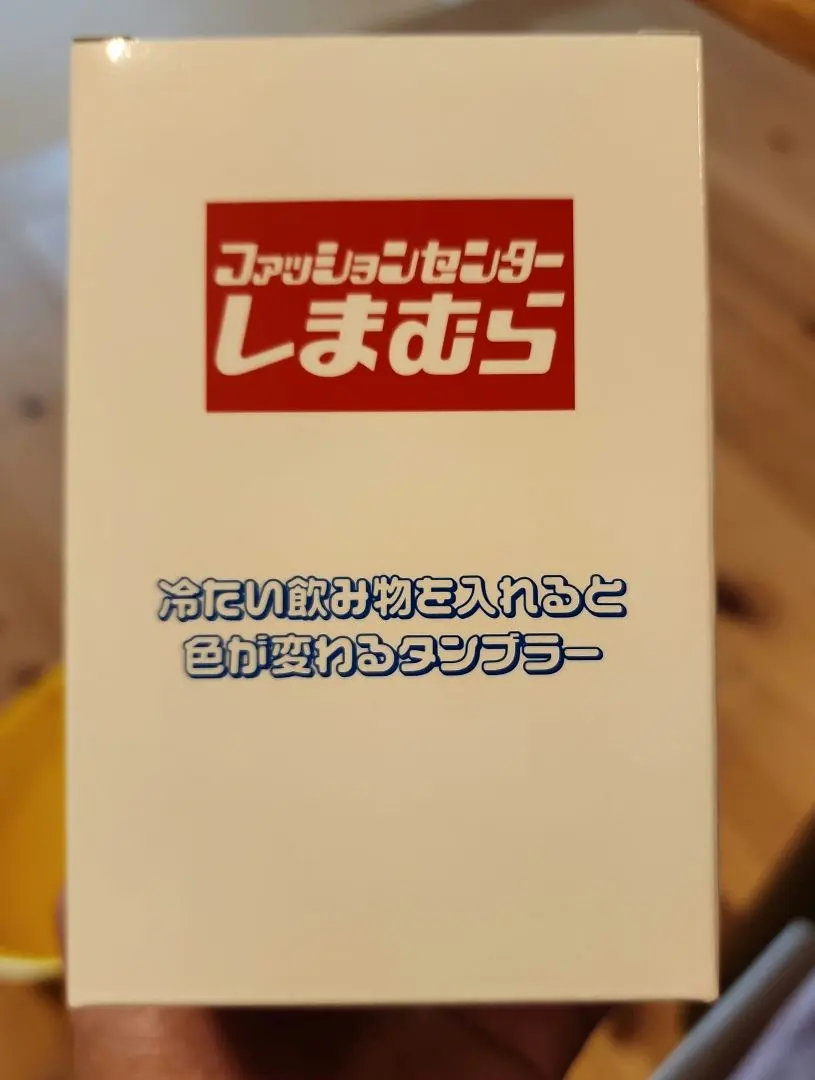 ファッションセンター
しまむら
冷たい飲み物を入れると
色が変わるタンブラー